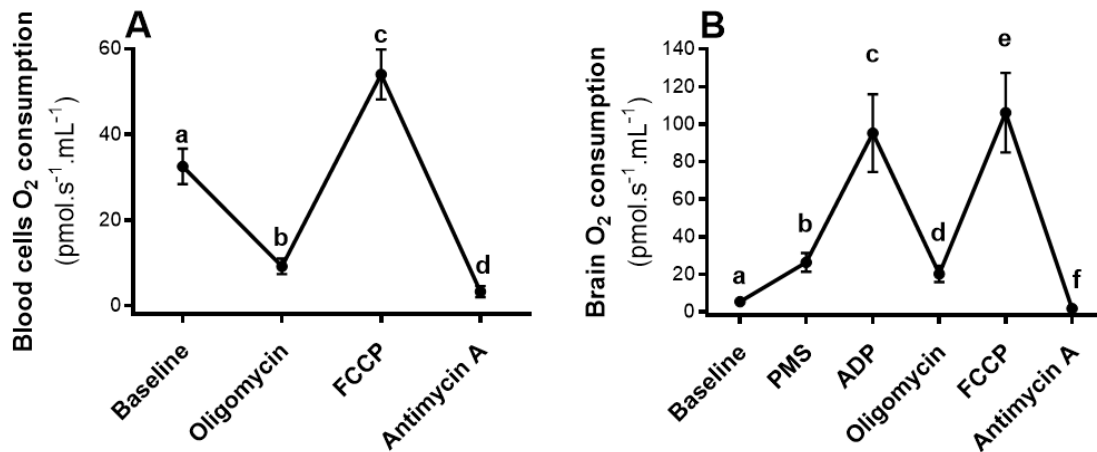 A
Blood cells O₂ consumption
(pmol.s⁻¹.mL⁻¹)
60
40
20
0
a
b
c
d
Baseline
Oligomycin
FCCP
Antimycin A
B
Brain O₂ consumption
(pmol.s⁻¹.mL⁻¹)
140
120
100
80
60
40
20
0
a
b
c
d
e
f
Baseline
PMS
ADP
Oligomycin
FCCP
Antimycin A